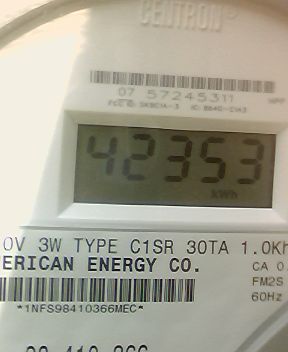 CENTRON®
07 57245311
42353
kWh
0V 3W TYPE C1SR 30TA 1.0Kh
ERICAN ENERGY CO.
CA 0.
FM2S
*1NFS98410366MEC*
60Hz